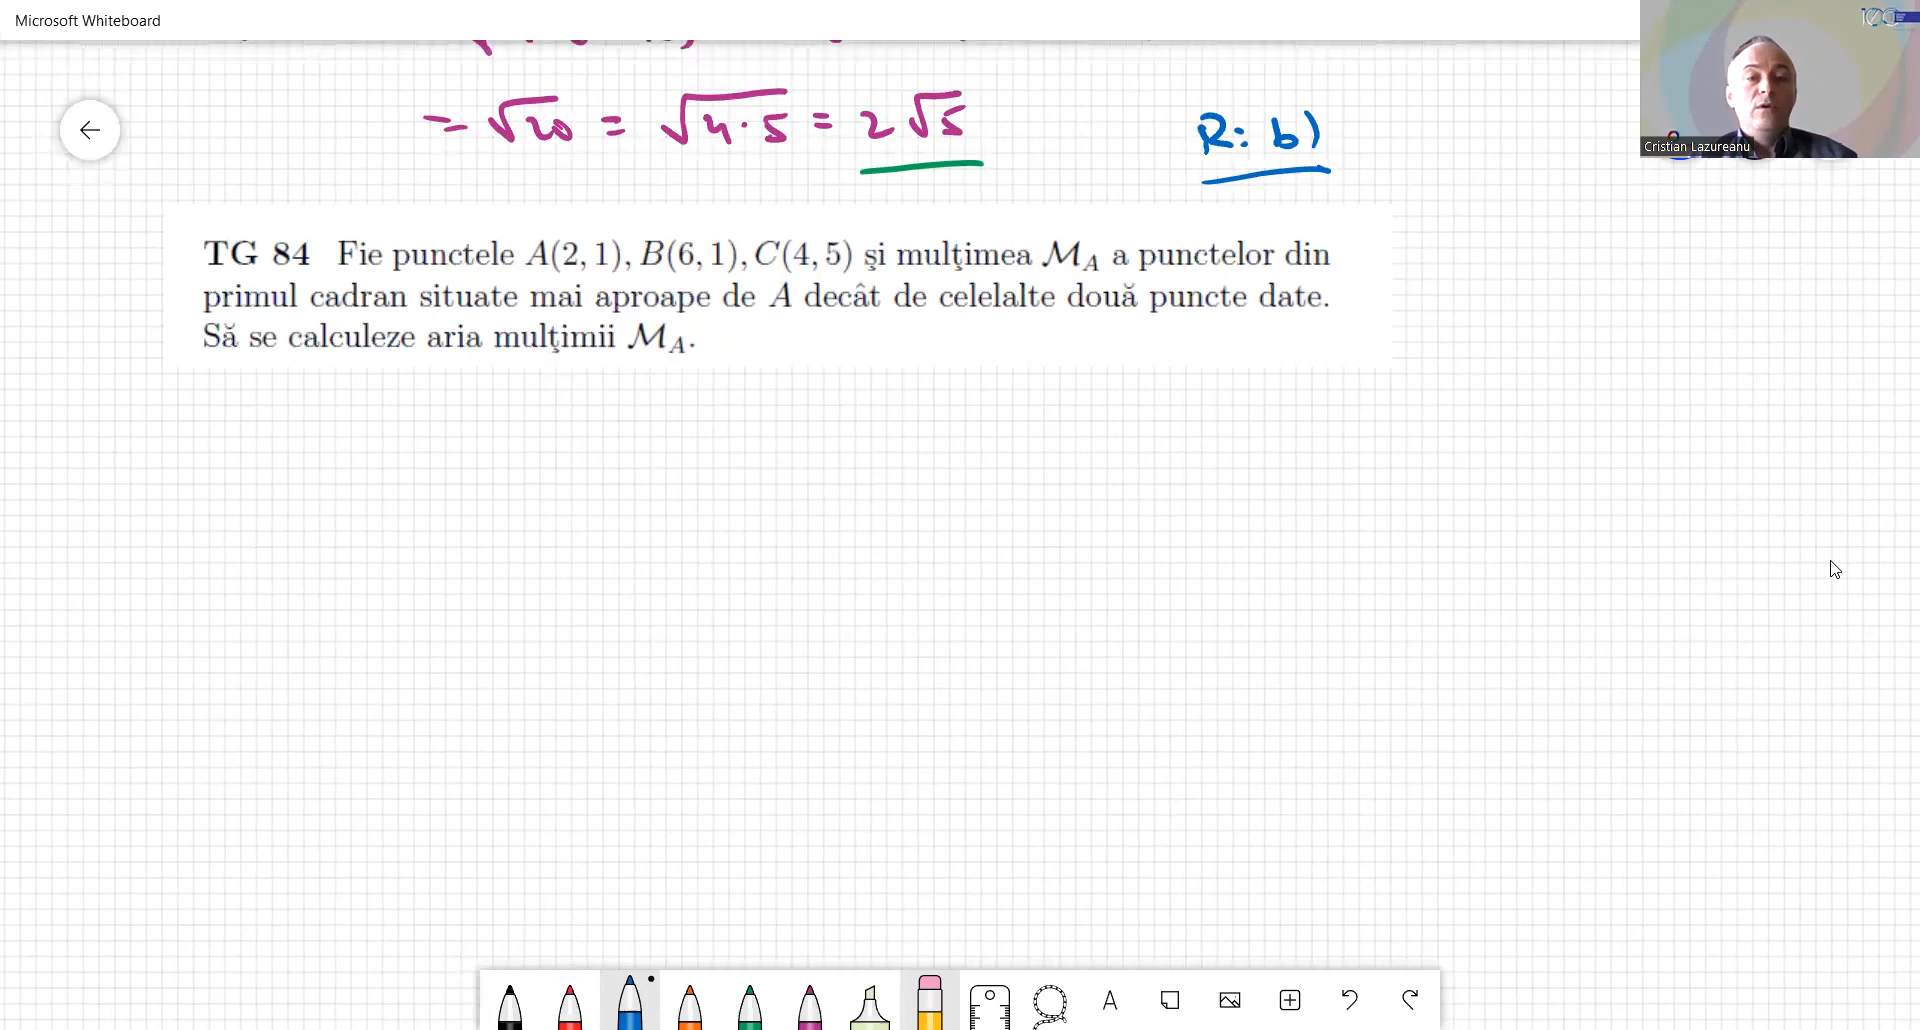 Microsoft Whiteboard
= √20 = √4·5 = 2√5
R: b)
Cristian Lazureanu
TG 84 Fie punctele A(2, 1), B(6, 1), C(4, 5) şi mulţimea 𝓜A a punctelor din
primul cadran situate mai aproape de A decât de celelalte două puncte date.
Să se calculeze aria mulţimii 𝓜A.
A